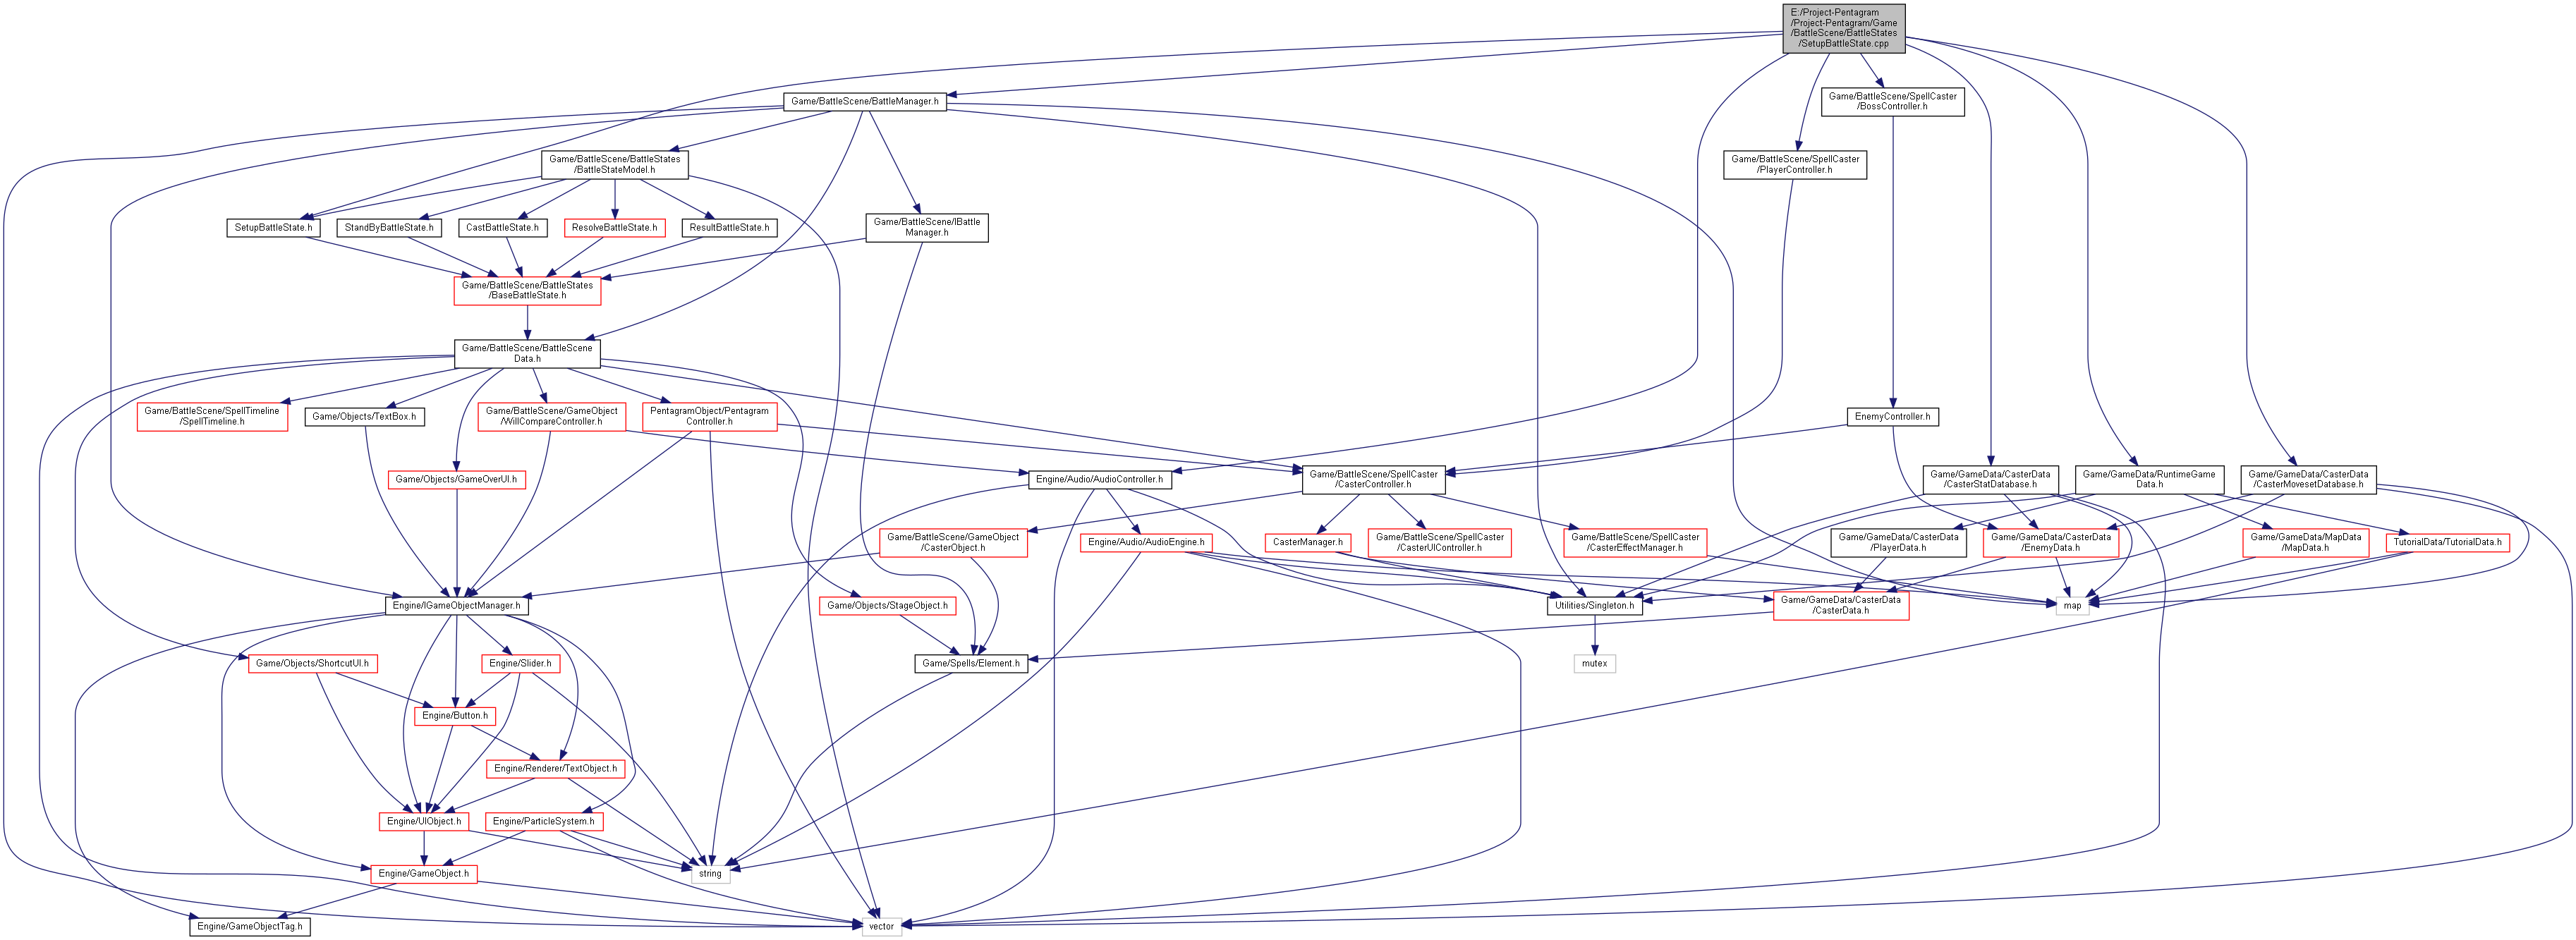 E:/Project-Pentagram
/Project-Pentagram/Game
/BattleScene/BattleStates
/SetupBattleState.cpp
Game/BattleScene/BattleManager.h
Game/BattleScene/SpellCaster
/BossController.h
Game/BattleScene/BattleStates
/BattleStateModel.h
Game/BattleScene/SpellCaster
/PlayerController.h
SetupBattleState.h
StandByBattleState.h
CastBattleState.h
ResolveBattleState.h
ResultBattleState.h
Game/BattleScene/IBattle
Manager.h
Game/BattleScene/BattleStates
/BaseBattleState.h
Game/BattleScene/BattleScene
Data.h
Game/BattleScene/SpellTimeline
/SpellTimeline.h
Game/Objects/TextBox.h
Game/BattleScene/GameObject
/WillCompareController.h
PentagramObject/Pentagram
Controller.h
EnemyController.h
Game/Objects/GameOverUI.h
Engine/Audio/AudioController.h
Game/BattleScene/SpellCaster
/CasterController.h
Game/GameData/CasterData
/CasterStatDatabase.h
Game/GameData/RuntimeGame
Data.h
Game/GameData/CasterData
/CasterMovesetDatabase.h
Game/BattleScene/GameObject
/CasterObject.h
Engine/Audio/AudioEngine.h
CasterManager.h
Game/BattleScene/SpellCaster
/CasterUIController.h
Game/BattleScene/SpellCaster
/CasterEffectManager.h
Game/GameData/CasterData
/PlayerData.h
Game/GameData/CasterData
/EnemyData.h
Game/GameData/MapData
/MapData.h
TutorialData/TutorialData.h
Engine/IGameObjectManager.h
Game/Objects/StageObject.h
Utilities/Singleton.h
Game/GameData/CasterData
/CasterData.h
map
Game/Objects/ShortcutUI.h
Engine/Slider.h
Game/Spells/Element.h
mutex
Engine/Button.h
Engine/Renderer/TextObject.h
Engine/UIObject.h
Engine/ParticleSystem.h
Engine/GameObject.h
string
Engine/GameObjectTag.h
vector